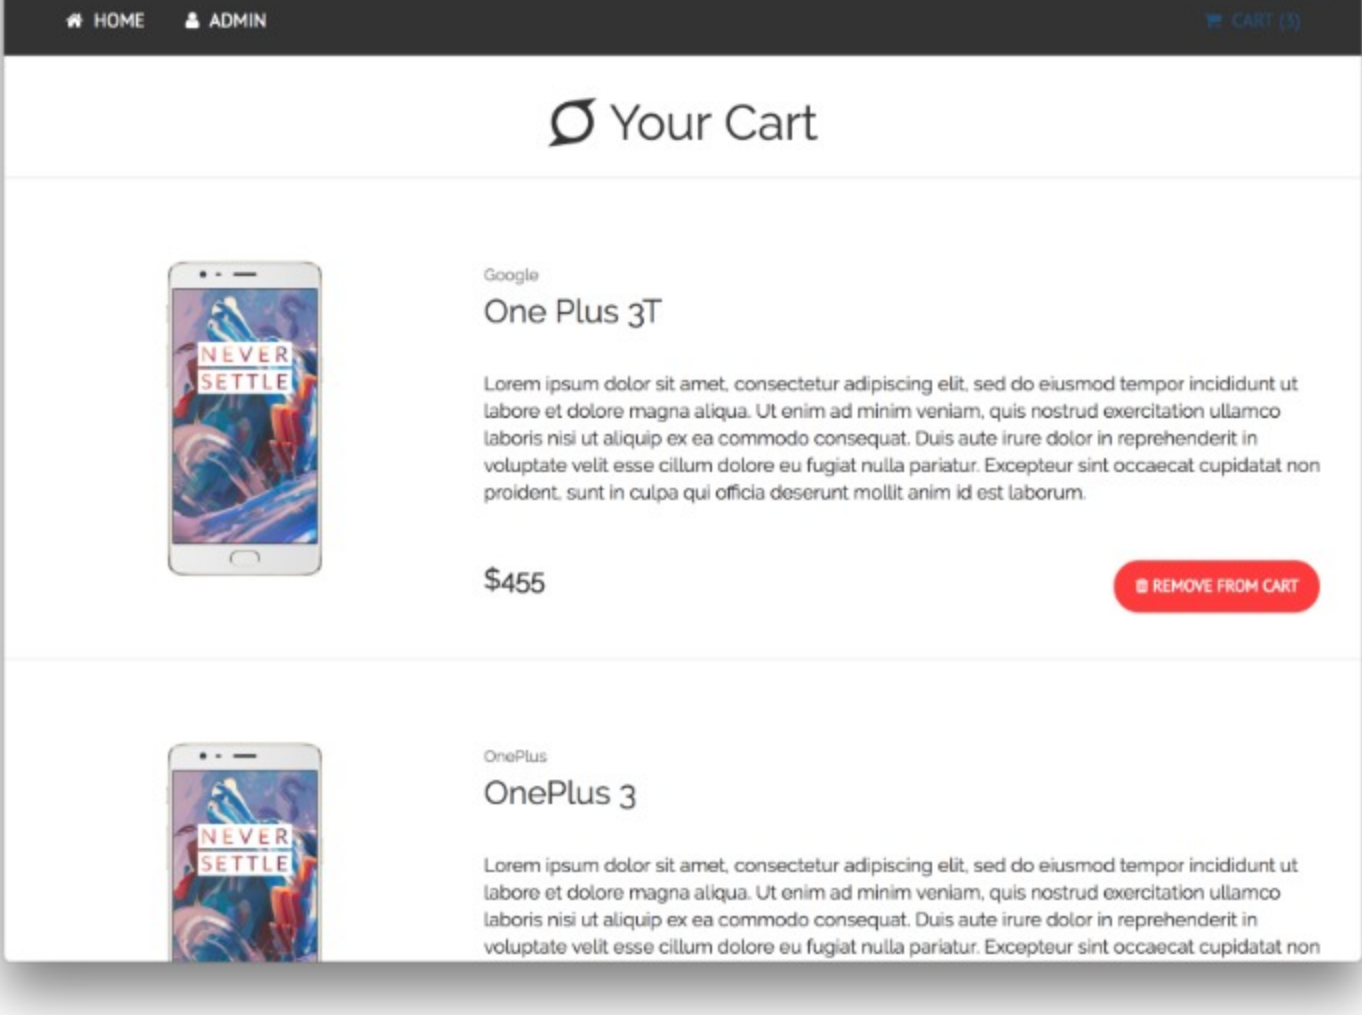 HOME ADMIN CART (3)
Your Cart
Google
One Plus 3T
NEVER
SETTLE
Lorem ipsum dolor sit amet, consectetur adipiscing elit, sed do eiusmod tempor incididunt ut
labore et dolore magna aliqua. Ut enim ad minim veniam, quis nostrud exercitation ullamco
laboris nisi ut aliquip ex ea commodo consequat. Duis aute irure dolor in reprehenderit in
voluptate velit esse cillum dolore eu fugiat nulla pariatur. Excepteur sint occaecat cupidatat non
proident, sunt in culpa qui officia deserunt mollit anim id est laborum.
$455
REMOVE FROM CART
OnePlus
OnePlus 3
NEVER
SETTLE
Lorem ipsum dolor sit amet, consectetur adipiscing elit, sed do eiusmod tempor incididunt ut
labore et dolore magna aliqua. Ut enim ad minim veniam, quis nostrud exercitation ullamco
laboris nisi ut aliquip ex ea commodo consequat. Duis aute irure dolor in reprehenderit in
voluptate velit esse cillum dolore eu fugiat nulla pariatur. Excepteur sint occaecat cupidatat non